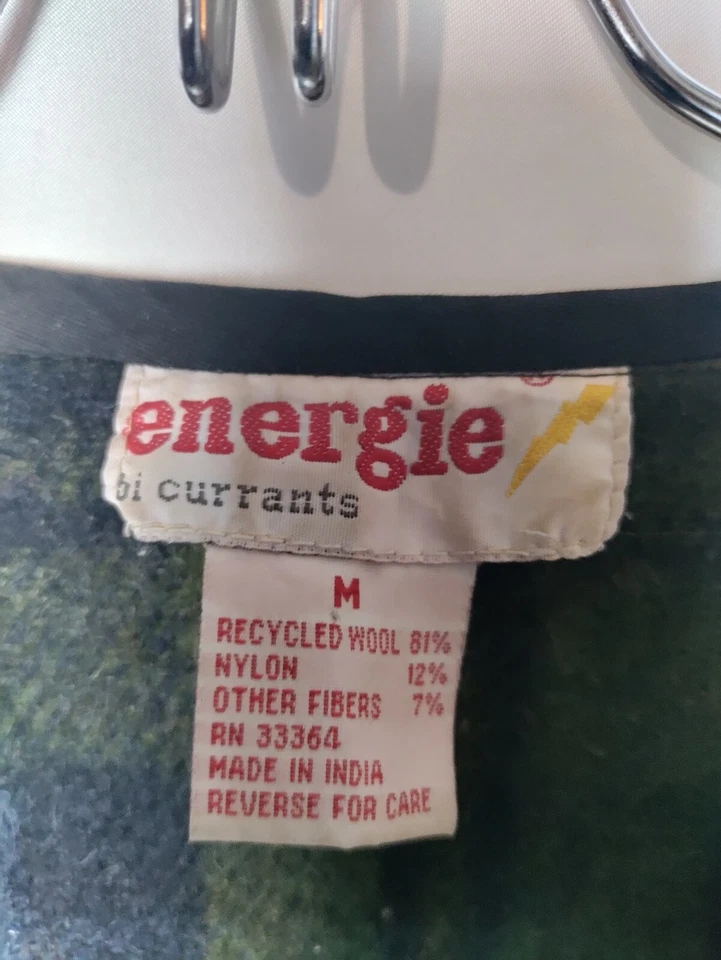 energie ®
bi currants
M
RECYCLED WOOL 81%
NYLON 12%
OTHER FIBERS 7%
RN 33364
MADE IN INDIA
REVERSE FOR CARE